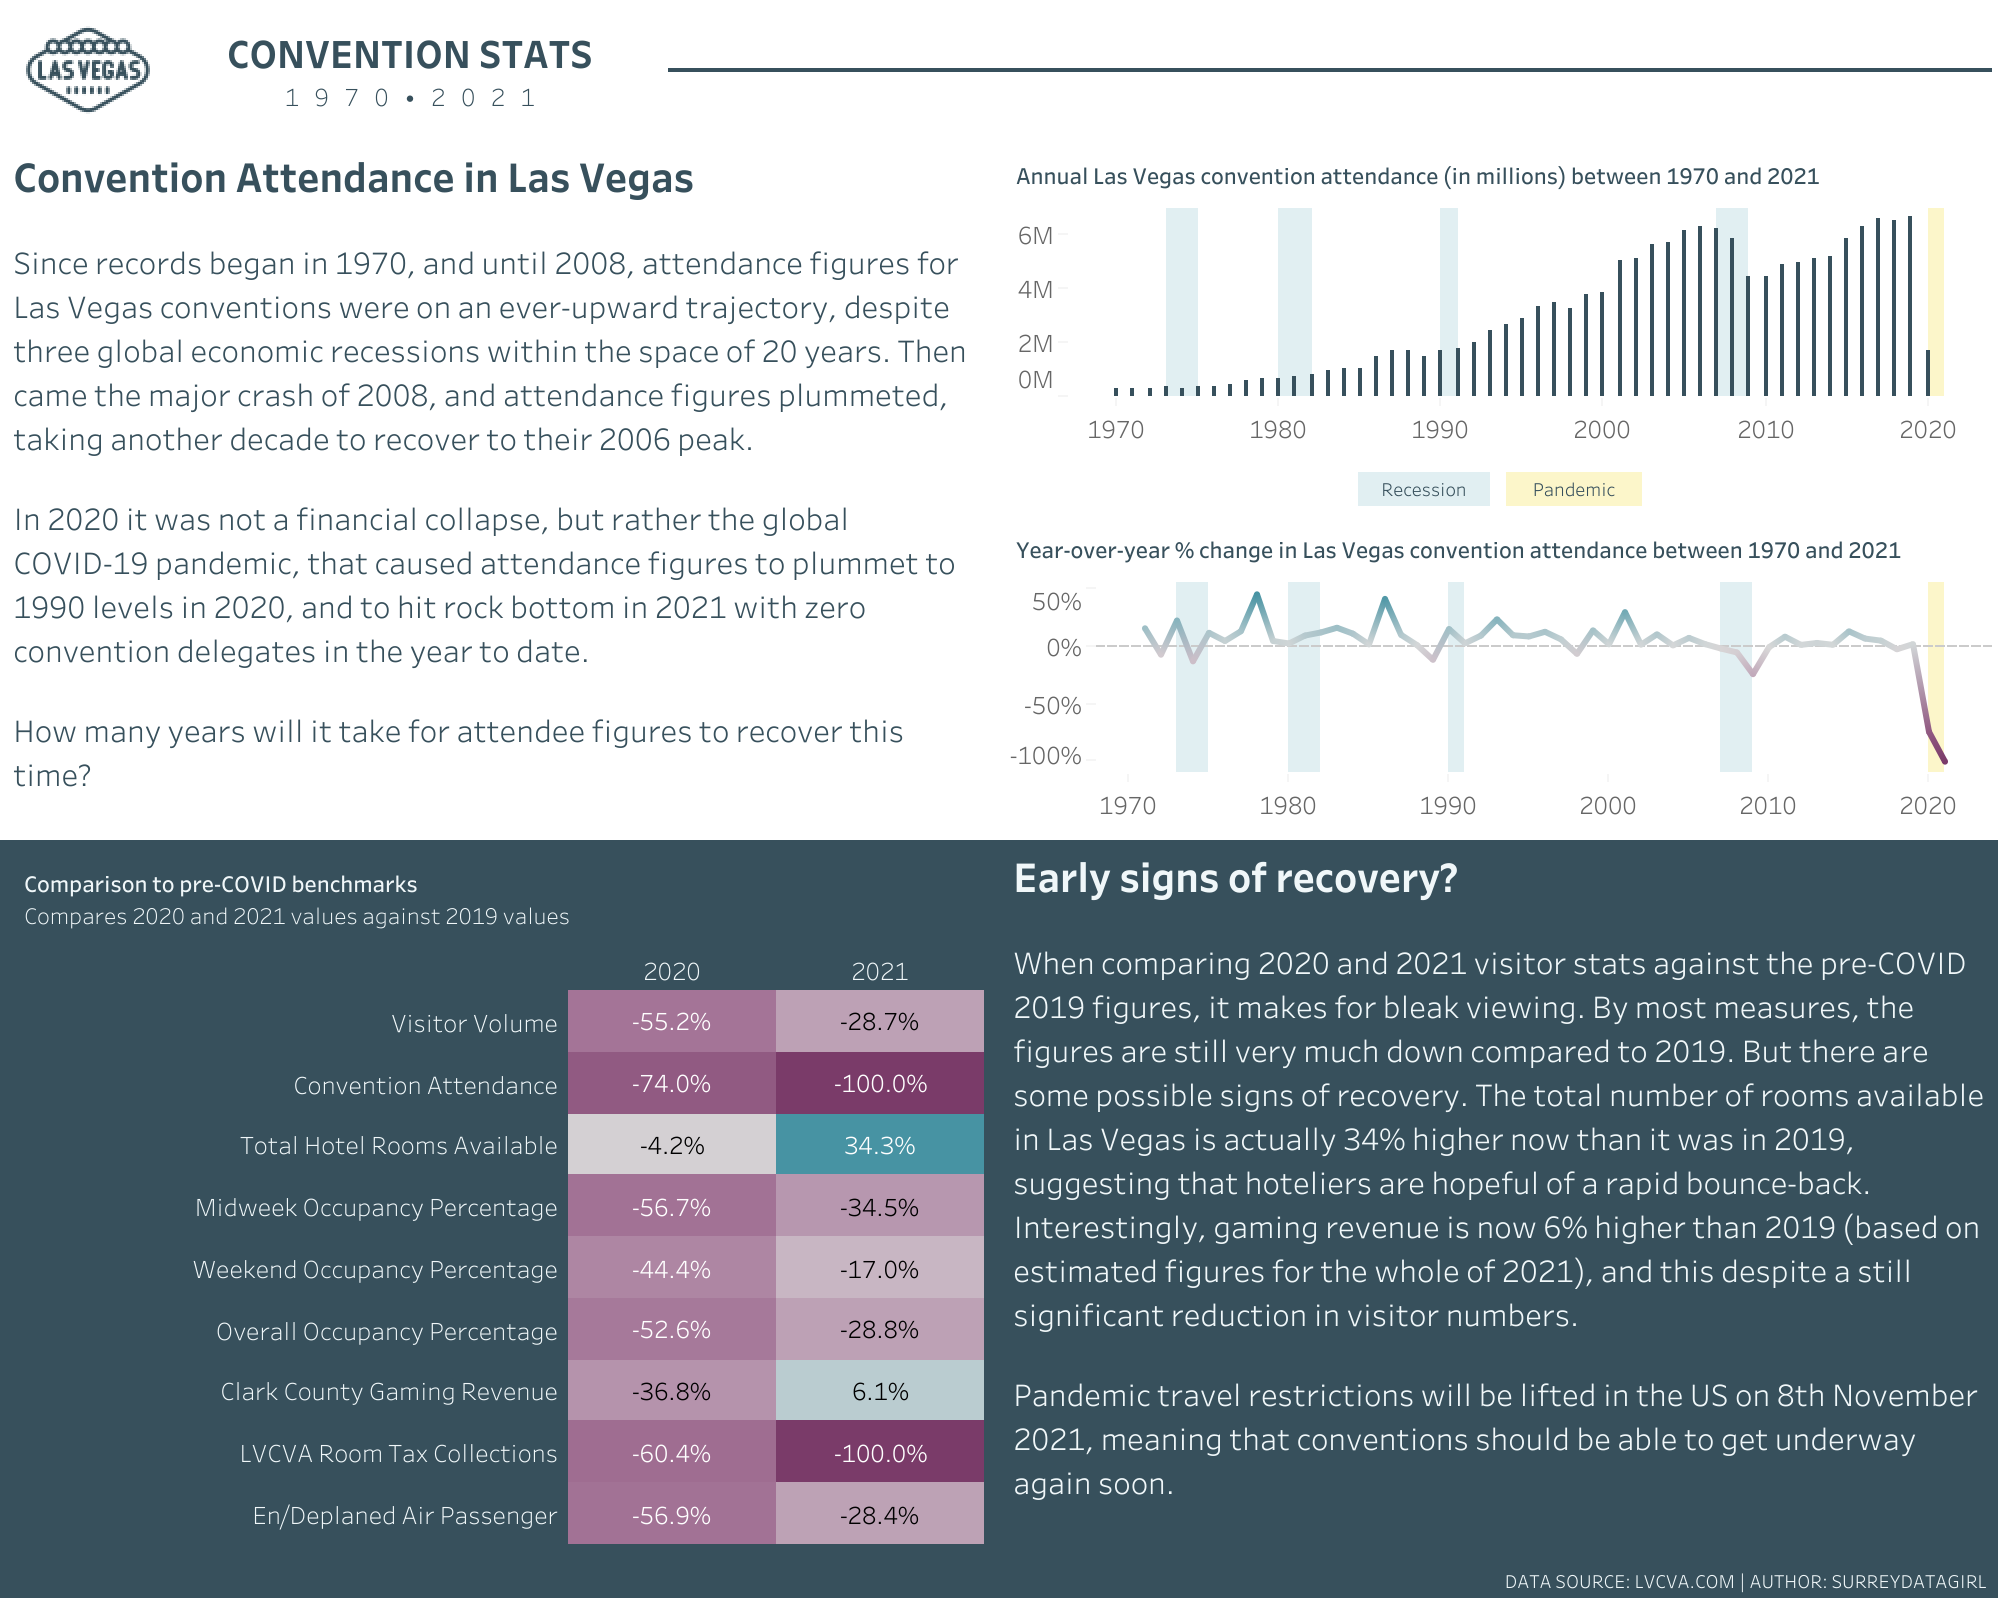 LAS VEGAS
CONVENTION STATS
1970•2021
Convention Attendance in Las Vegas
Since records began in 1970, and until 2008, attendance figures for
Las Vegas conventions were on an ever-upward trajectory, despite
three global economic recessions within the space of 20 years. Then
came the major crash of 2008, and attendance figures plummeted,
taking another decade to recover to their 2006 peak.
In 2020 it was not a financial collapse, but rather the global
COVID-19 pandemic, that caused attendance figures to plummet to
1990 levels in 2020, and to hit rock bottom in 2021 with zero
convention delegates in the year to date.
How many years will it take for attendee figures to recover this
time?
Annual Las Vegas convention attendance (in millions) between 1970 and 2021
6M
4M
2M
0M
1970 1980 1990 2000 2010 2020
Recession Pandemic
Year-over-year % change in Las Vegas convention attendance between 1970 and 2021
50%
0%
-50%
-100%
1970 1980 1990 2000 2010 2020
Comparison to pre-COVID benchmarks
Compares 2020 and 2021 values against 2019 values
2020 2021
Visitor Volume -55.2% -28.7%
Convention Attendance -74.0% -100.0%
Total Hotel Rooms Available -4.2% 34.3%
Midweek Occupancy Percentage -56.7% -34.5%
Weekend Occupancy Percentage -44.4% -17.0%
Overall Occupancy Percentage -52.6% -28.8%
Clark County Gaming Revenue -36.8% 6.1%
LVCVA Room Tax Collections -60.4% -100.0%
En/Deplaned Air Passenger -56.9% -28.4%
Early signs of recovery?
When comparing 2020 and 2021 visitor stats against the pre-COVID
2019 figures, it makes for bleak viewing. By most measures, the
figures are still very much down compared to 2019. But there are
some possible signs of recovery. The total number of rooms available
in Las Vegas is actually 34% higher now than it was in 2019,
suggesting that hoteliers are hopeful of a rapid bounce-back.
Interestingly, gaming revenue is now 6% higher than 2019 (based on
estimated figures for the whole of 2021), and this despite a still
significant reduction in visitor numbers.
Pandemic travel restrictions will be lifted in the US on 8th November
2021, meaning that conventions should be able to get underway
again soon.
DATA SOURCE: LVCVA.COM | AUTHOR: SURREYDATAGIRL